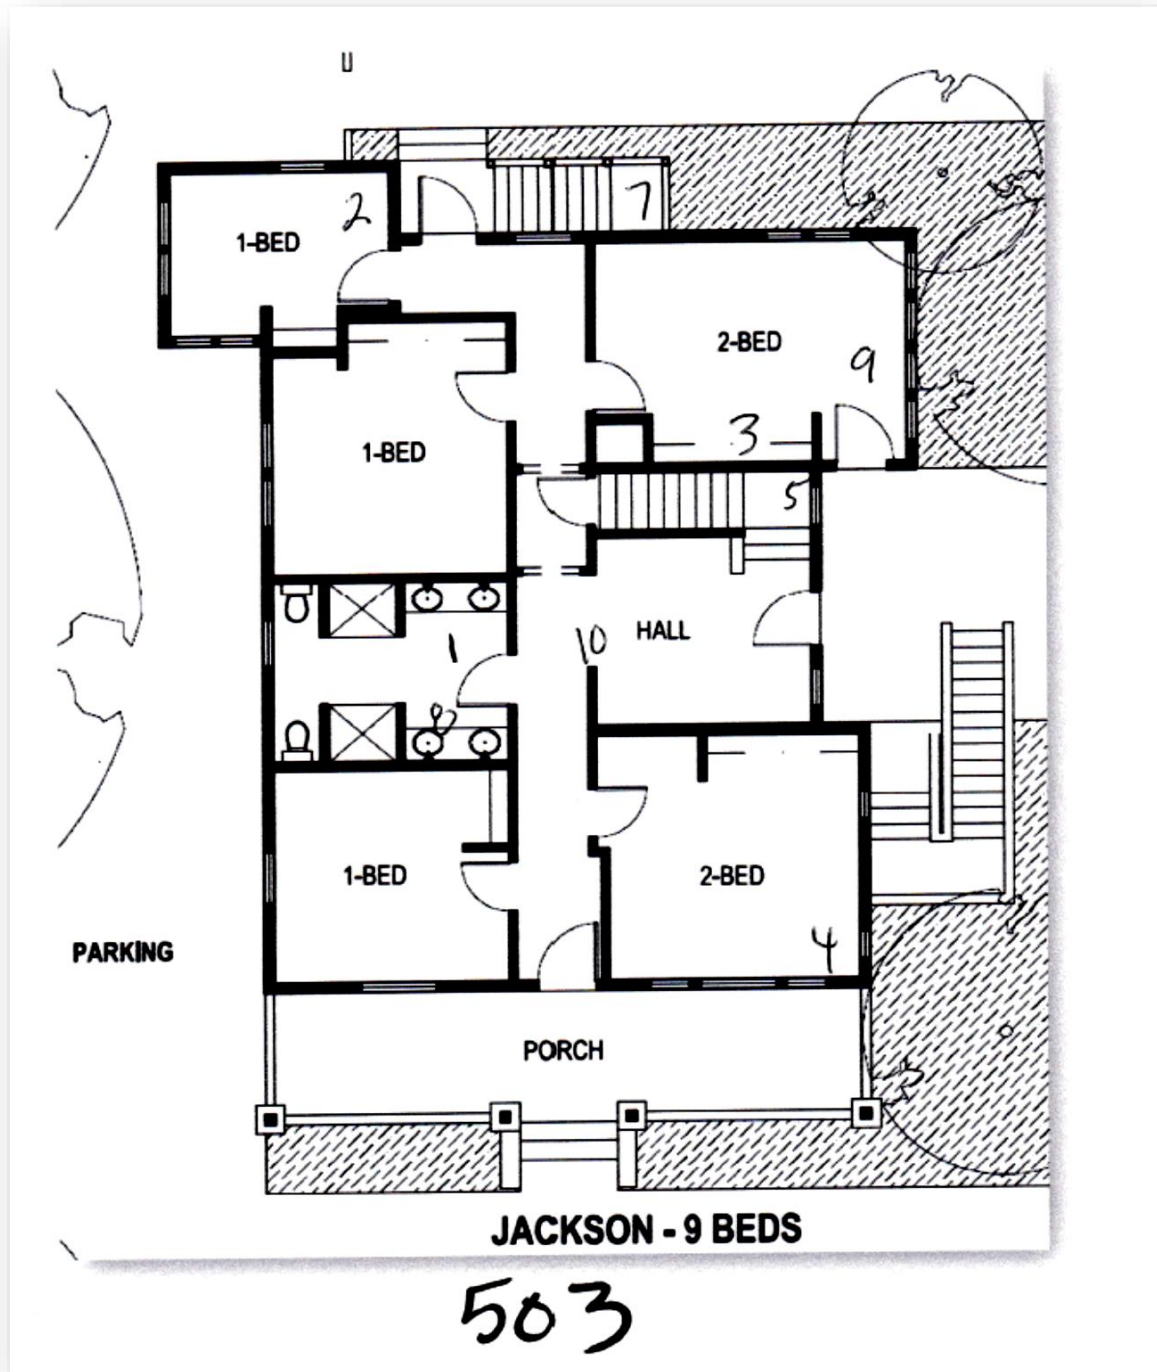 2
7
1-BED
2-BED
9
3
1-BED
5
HALL
10
1
8
1-BED
2-BED
4
PARKING
PORCH
JACKSON - 9 BEDS
503